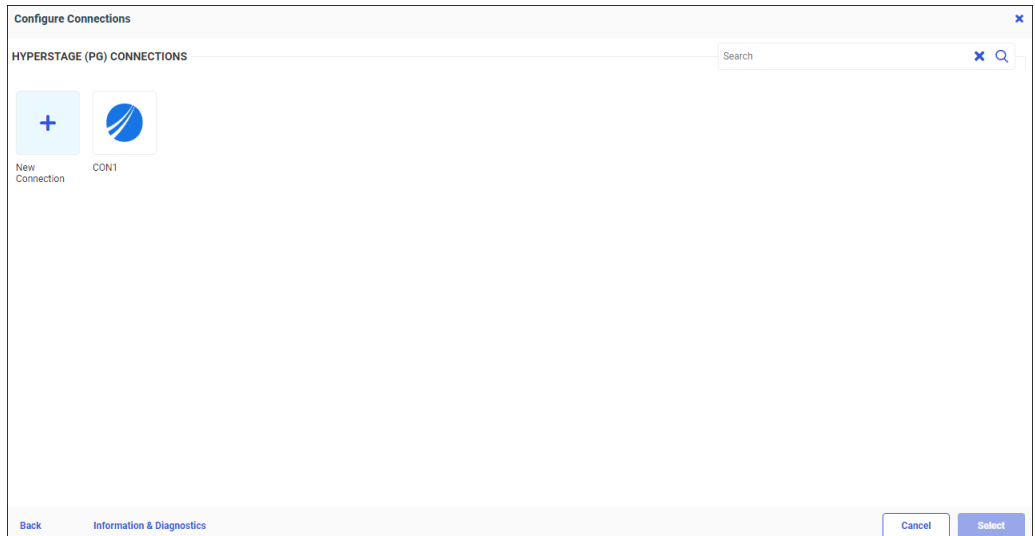 Configure Connections
HYPERSTAGE (PG) CONNECTIONS
Search
New
Connection
CON1
Back
Information & Diagnostics
Cancel
Select